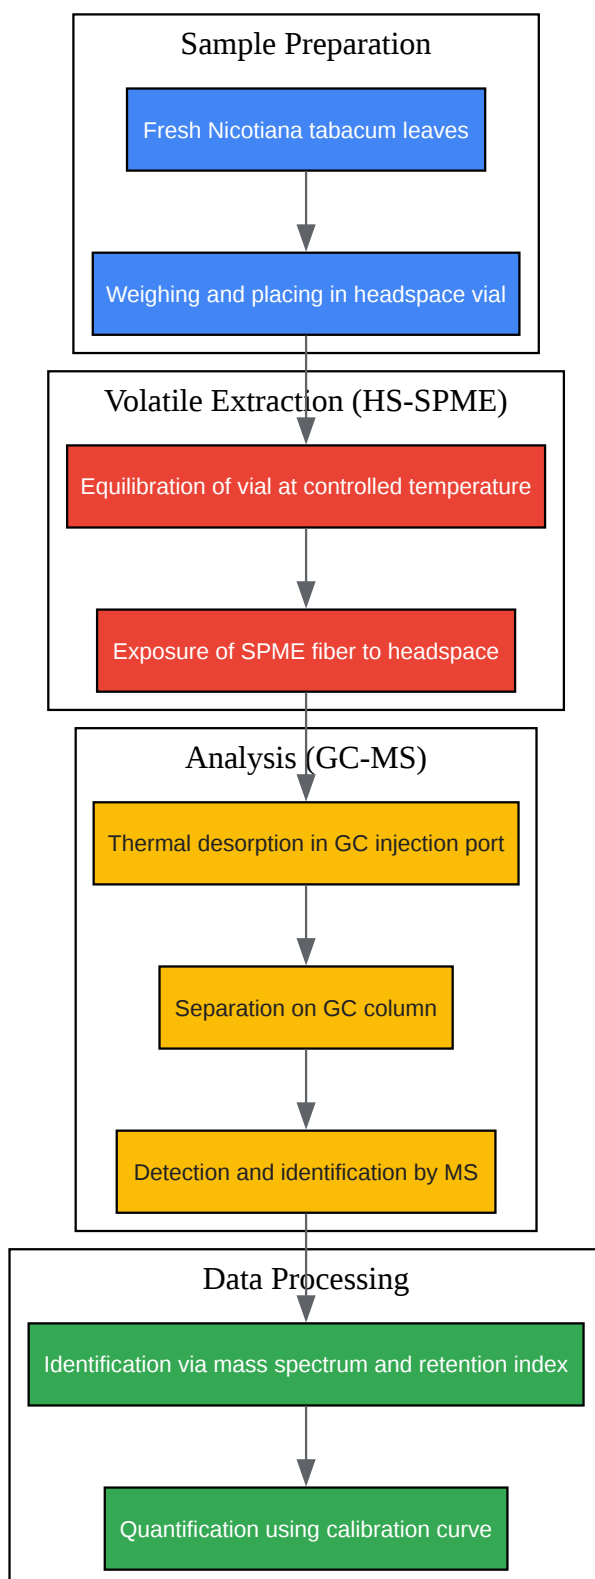 Sample Preparation
Fresh Nicotiana tabacum leaves
Weighing and placing in headspace vial
Volatile Extraction (HS-SPME)
Equilibration of vial at controlled temperature
Exposure of SPME fiber to headspace
Analysis (GC-MS)
Thermal desorption in GC injection port
Separation on GC column
Detection and identification by MS
Data Processing
Identification via mass spectrum and retention index
Quantification using calibration curve